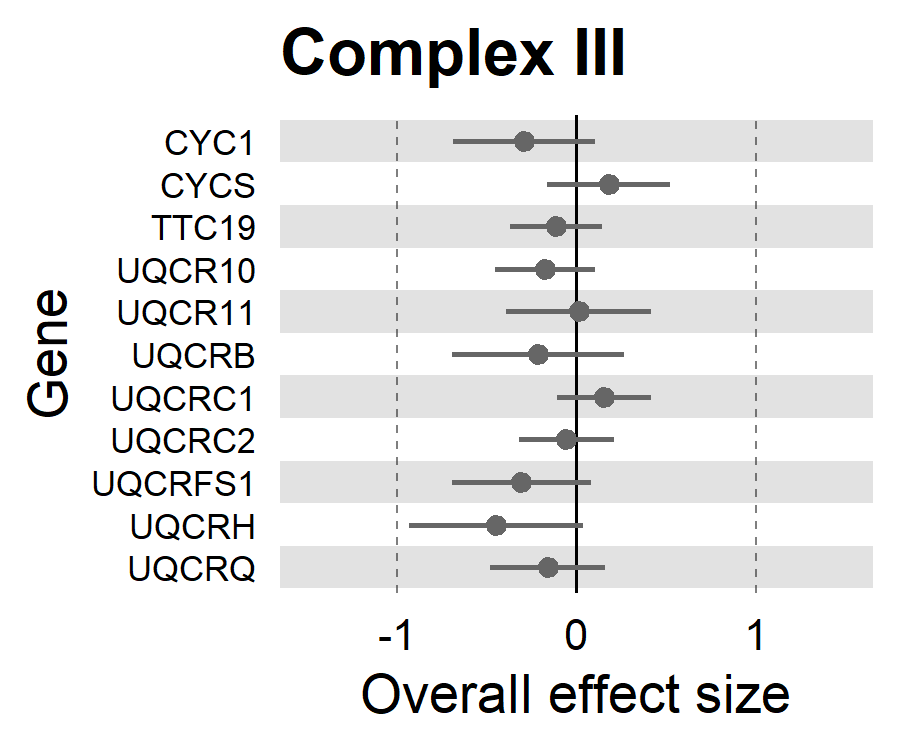 Complex III
Gene
CYC1
CYCS
TTC19
UQCR10
UQCR11
UQCRB
UQCRC1
UQCRC2
UQCRFS1
UQCRH
UQCRQ
-1 0 1
Overall effect size